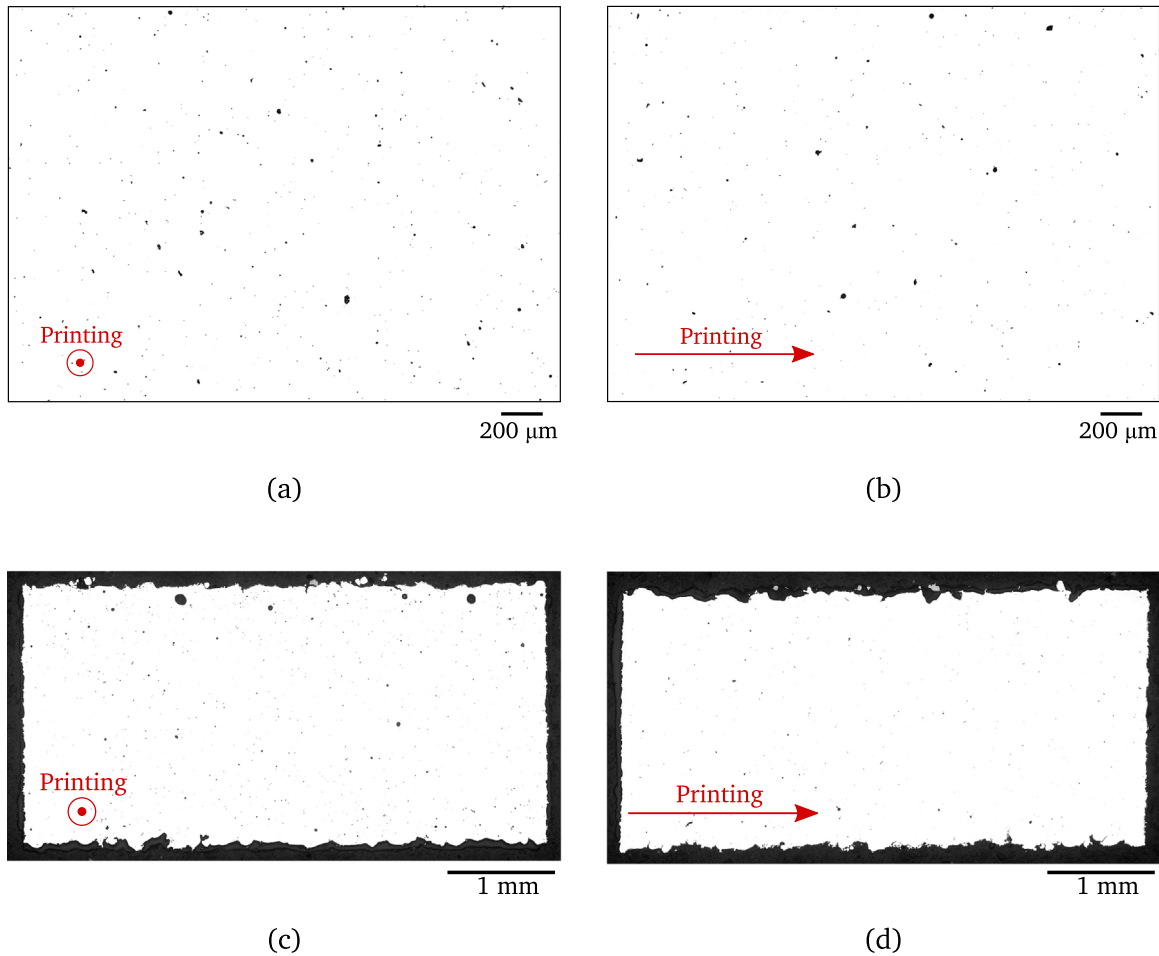 Printing
200 μm
(a)
Printing
200 μm
(b)
Printing
1 mm
(c)
Printing
1 mm
(d)